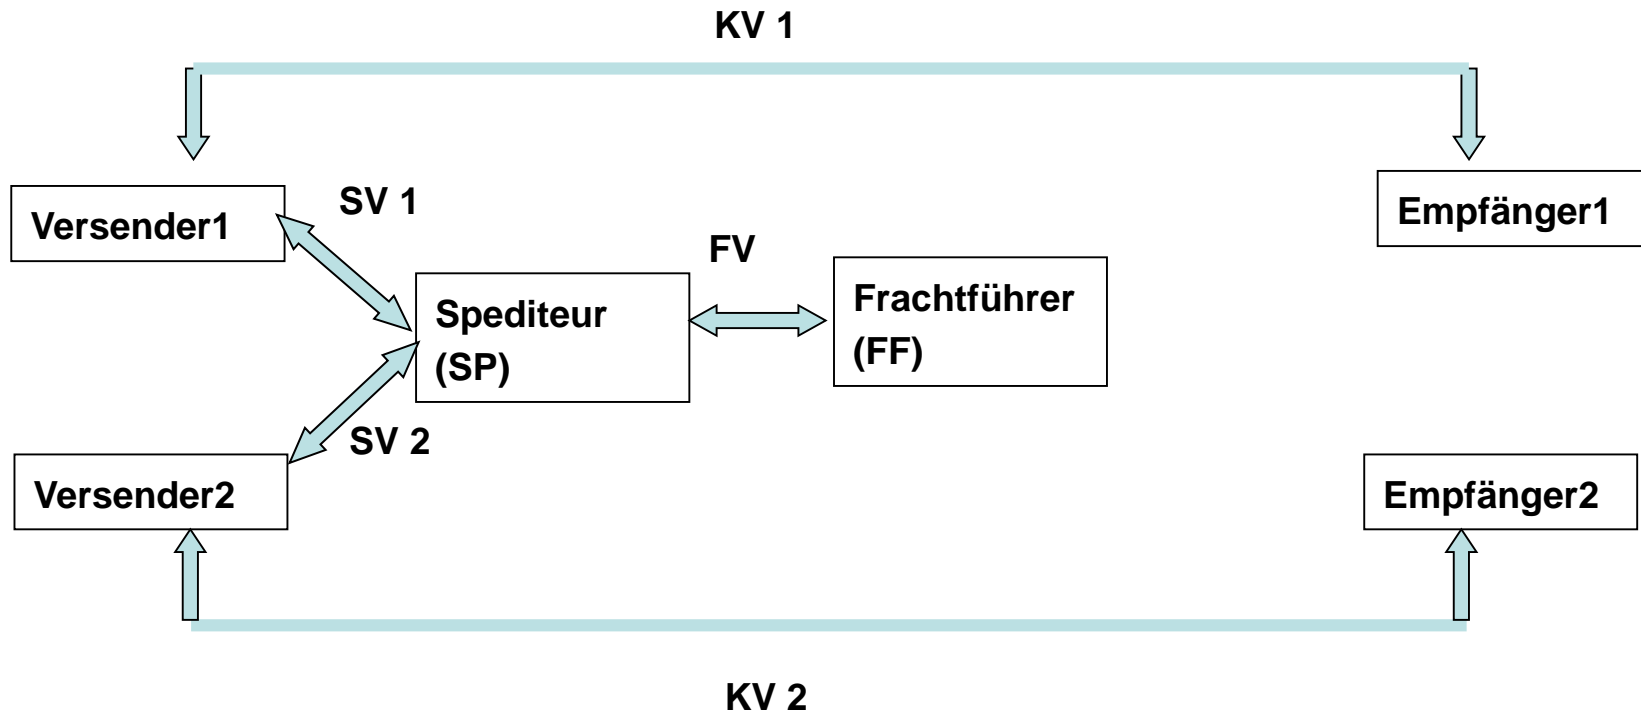 KV 1
Versender1
SV 1
Empfänger1
FV
Spediteur
(SP)
Frachtführer
(FF)
SV 2
Versender2
Empfänger2
KV 2